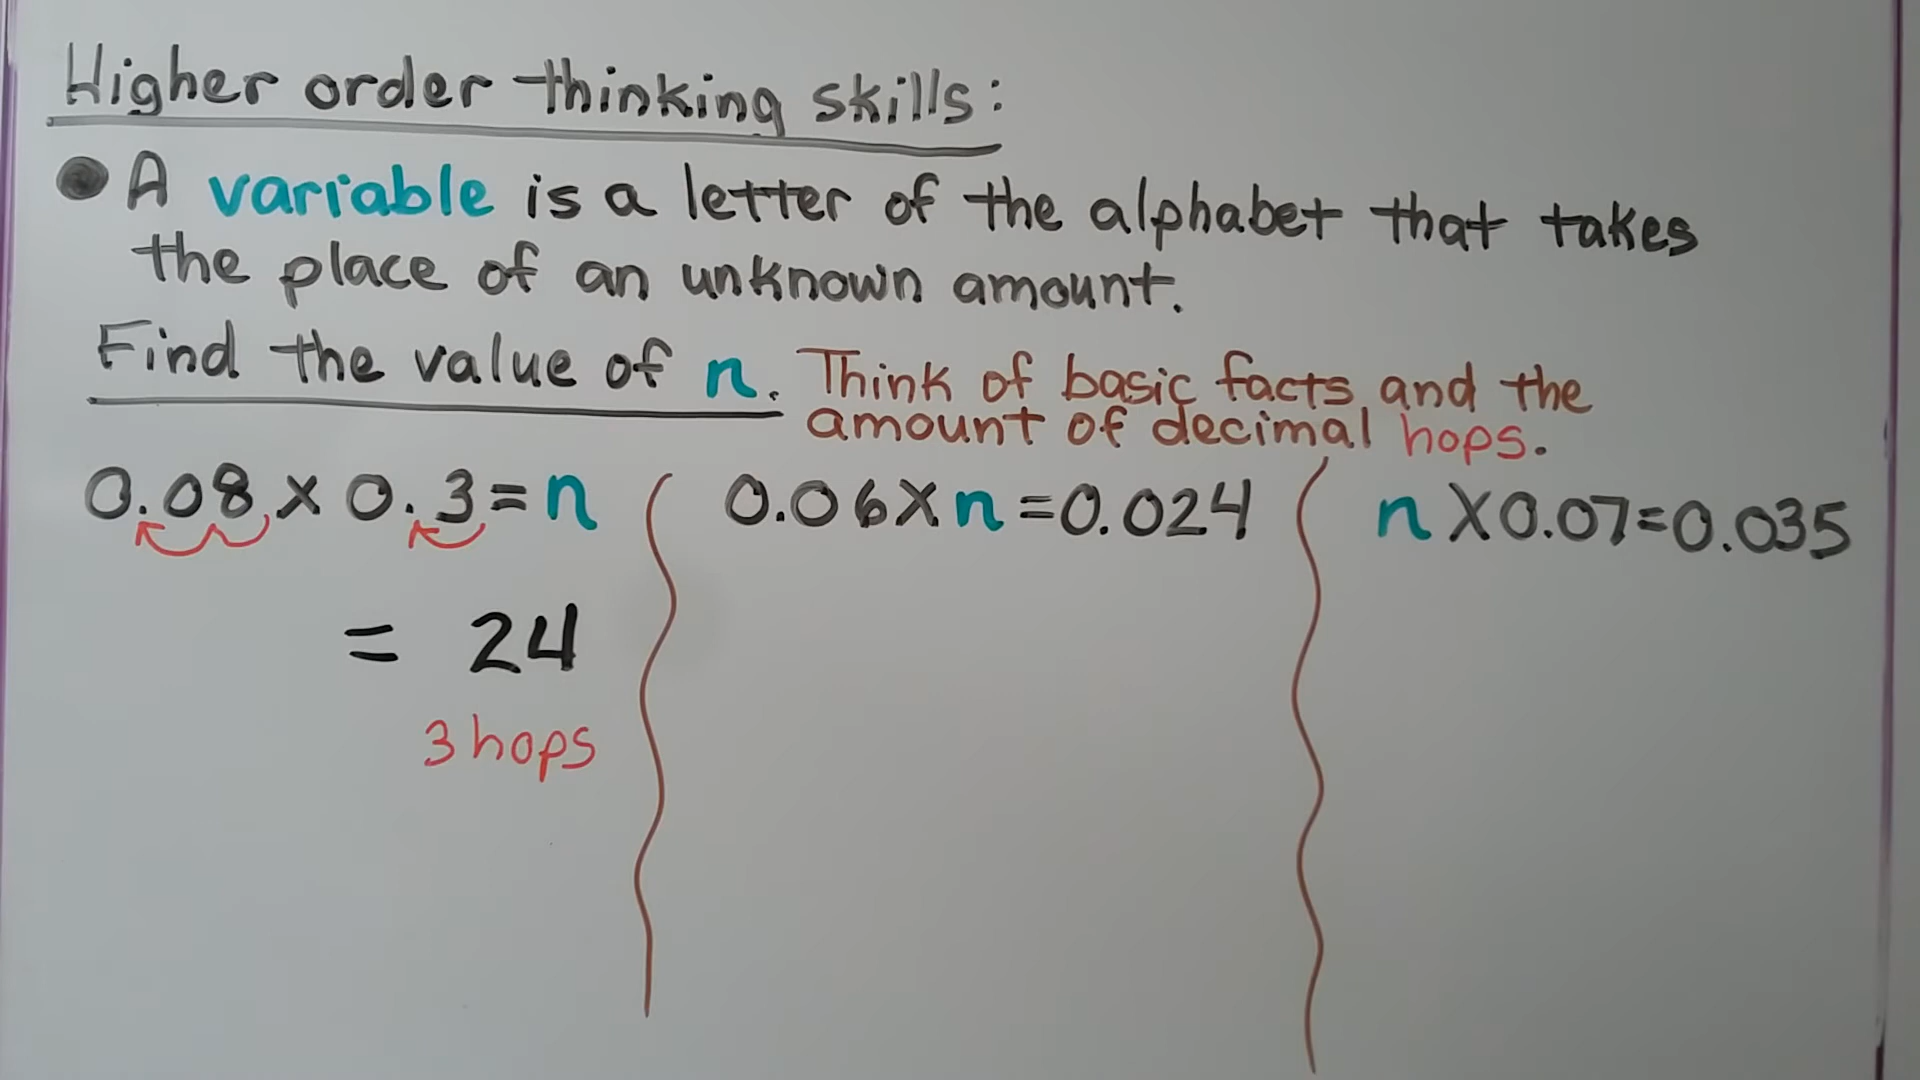 Higher order thinking skills:
A variable is a letter of the alphabet that takes
the place of an unknown amount.
Find the value of n. Think of basic facts and the
amount of decimal hops.
0.08 x 0.3 = n
= 24
3 hops
0.06 x n = 0.024
n x 0.07 = 0.035